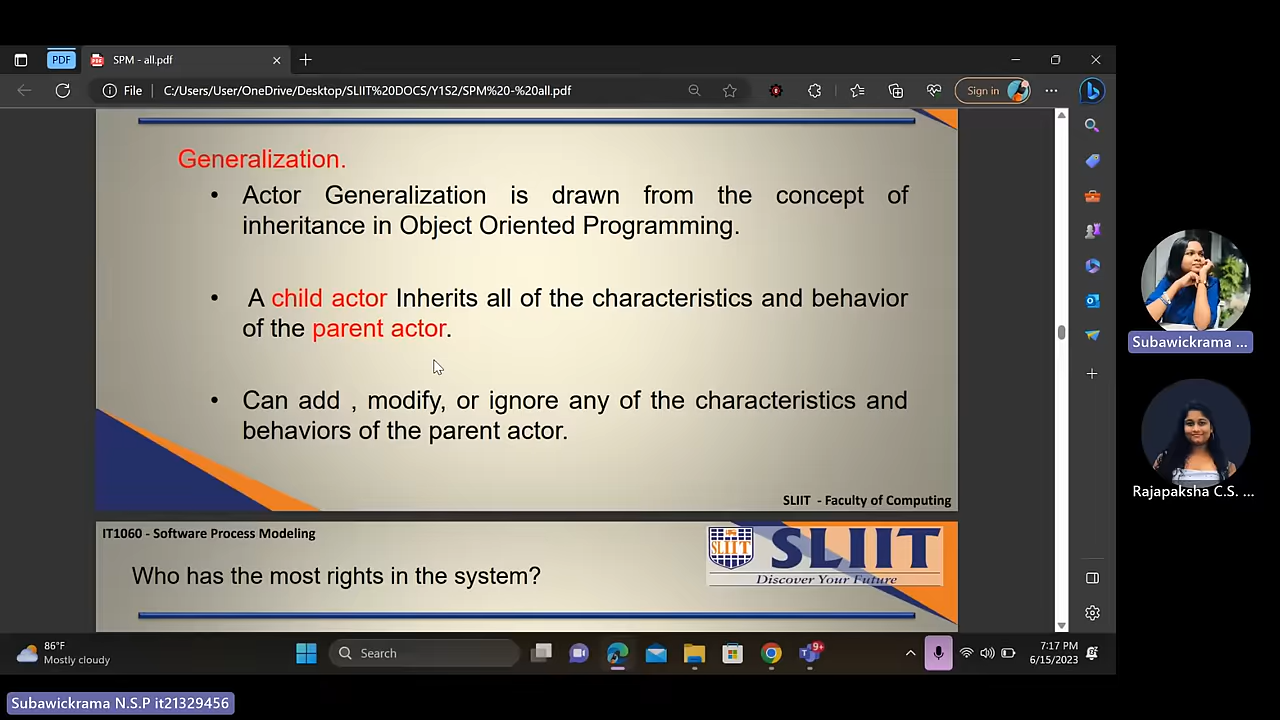 PDF
SPM - all.pdf
File
C:/Users/User/OneDrive/Desktop/SLIIT%20DOCS/Y1S2/SPM%20-%20all.pdf
Sign in
Generalization.
• Actor Generalization is drawn from the concept of
inheritance in Object Oriented Programming.
• A child actor Inherits all of the characteristics and behavior
of the parent actor.
• Can add , modify, or ignore any of the characteristics and
behaviors of the parent actor.
SLIIT - Faculty of Computing
IT1060 - Software Process Modeling
SLIIT
SLIIT
Discover Your Future
Who has the most rights in the system?
Subawickrama ...
Rajapaksha C.S. ...
86°F
Mostly cloudy
Search
9+
7:17 PM
6/15/2023
Subawickrama N.S.P it21329456